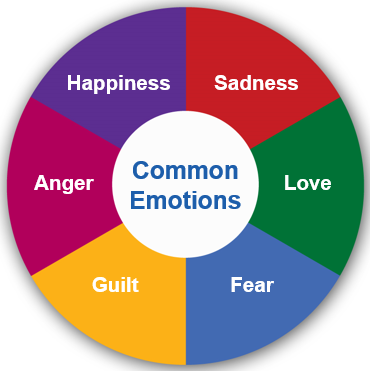 Happiness
Sadness
Anger
Common
Emotions
Love
Guilt
Fear